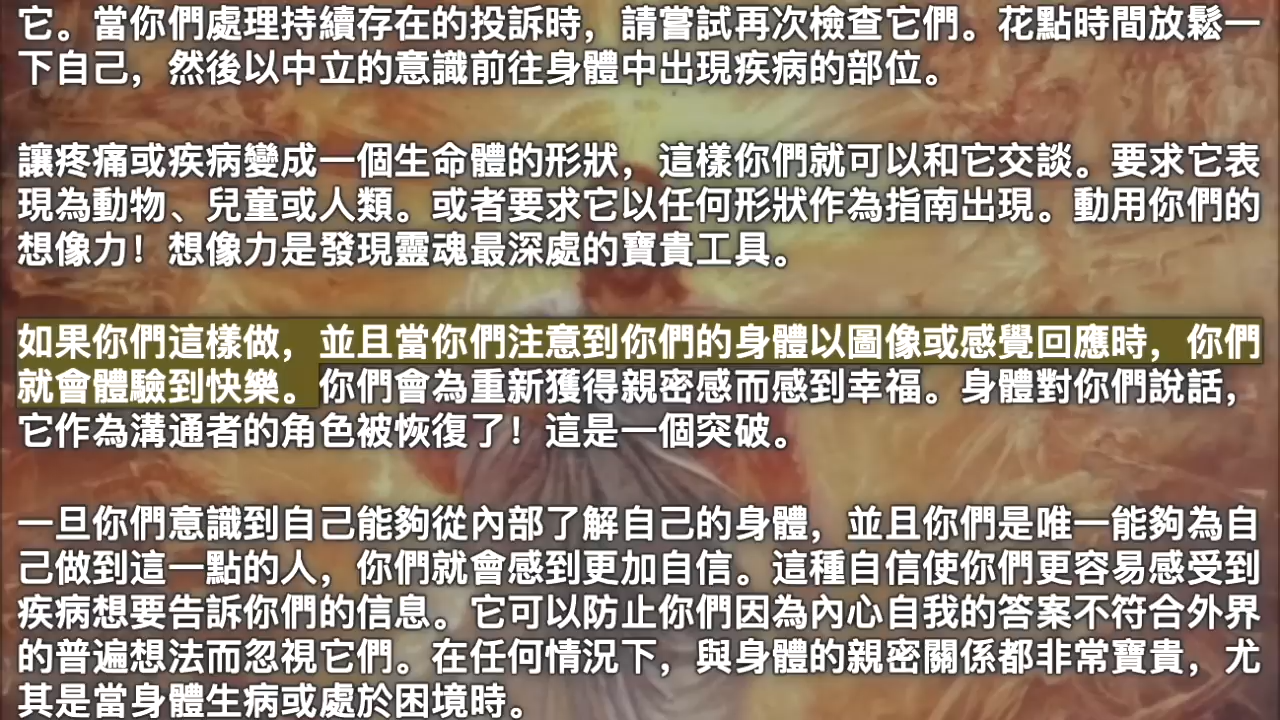 它。當你們處理持續存在的投訴時，請嘗試再次檢查它們。花點時間放鬆一
下自己，然後以中立的意識前往身體中出現疾病的部位。
讓疼痛或疾病變成一個生命體的形狀，這樣你們就可以和它交談。要求它表
現為動物、兒童或人類。或者要求它以任何形狀作為指南出現。動用你們的
想像力！想像力是發現靈魂最深處的寶貴工具。
如果你們這樣做，並且當你們注意到你們的身體以圖像或感覺回應時，你們
就會體驗到快樂。你們會為重新獲得親密感而感到幸福。身體對你們說話，
它作為溝通者的角色被恢復了！這是一個突破。
一旦你們意識到自己能夠從內部了解自己的身體，並且你們是唯一能夠為自
己做到這一點的人，你們就會感到更加自信。這種自信使你們更容易感受到
疾病想要告訴你們的信息。它可以防止你們因為內心自我的答案不符合外界
的普遍想法而忽視它們。在任何情況下，與身體的親密關係都非常寶貴，尤
其是當身體生病或處於困境時。